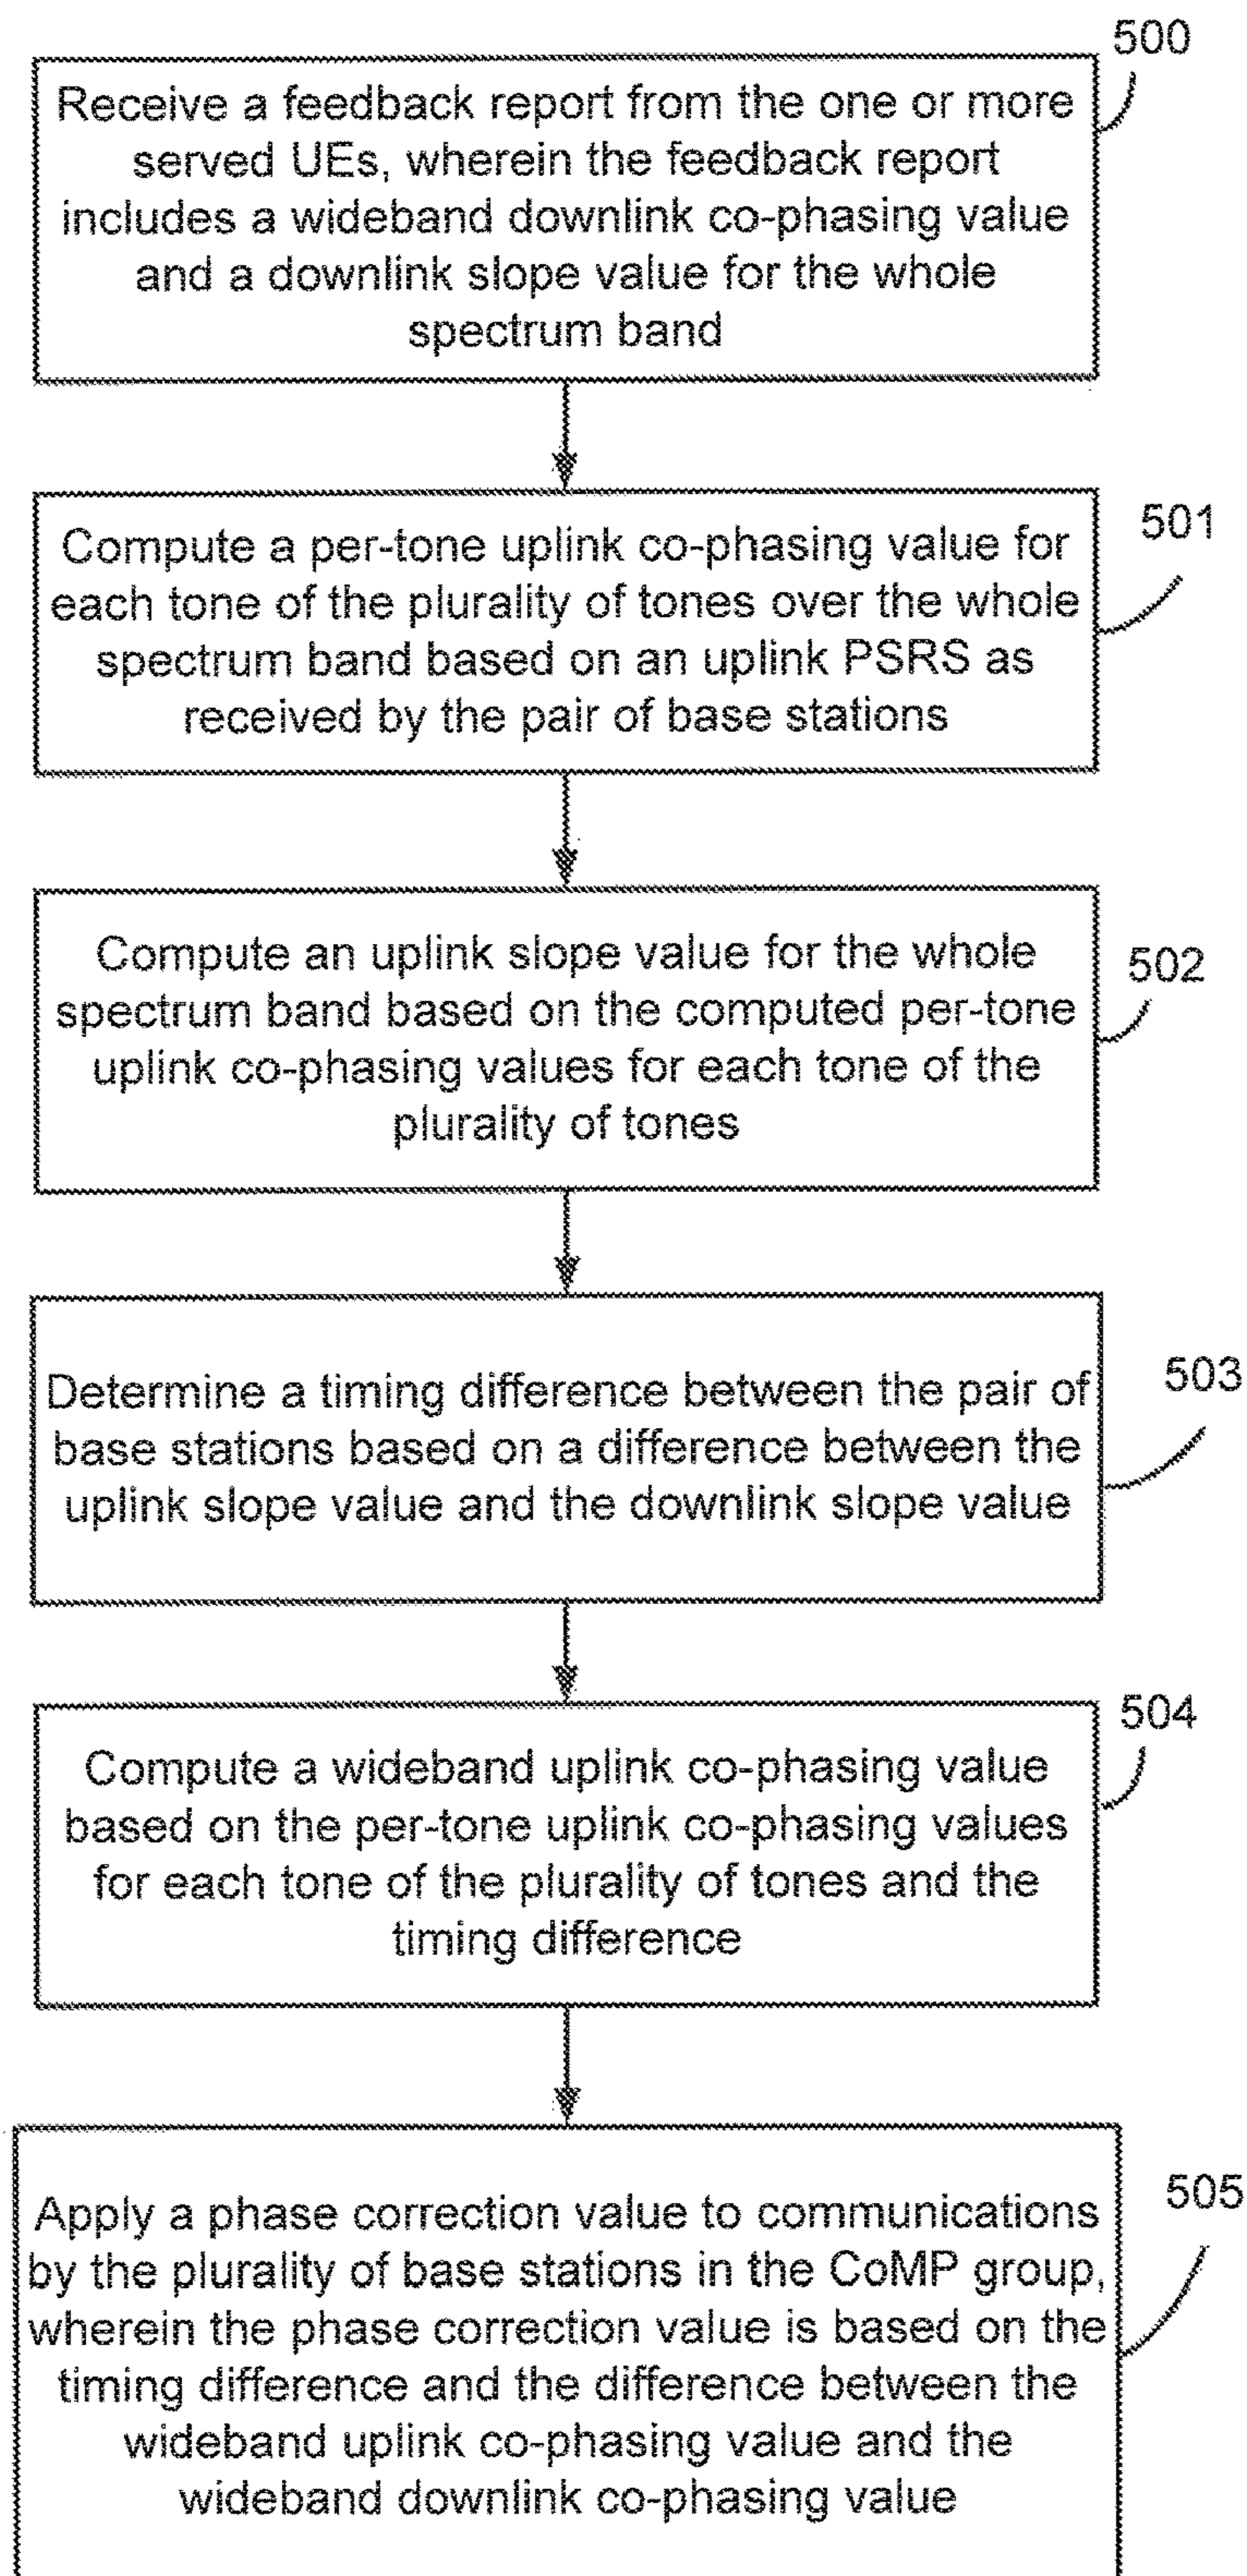 500
Receive a feedback report from the one or more
served UEs, wherein the feedback report
includes a wideband downlink co-phasing value
and a downlink slope value for the whole
spectrum band
501
Compute a per-tone uplink co-phasing value for
each tone of the plurality of tones over the whole
spectrum band based on an uplink PSRS as
received by the pair of base stations
502
Compute an uplink slope value for the whole
spectrum band based on the computed per-tone
uplink co-phasing values for each tone of the
plurality of tones
503
Determine a timing difference between the pair of
base stations based on a difference between the
uplink slope value and the downlink slope value
504
Compute a wideband uplink co-phasing value
based on the per-tone uplink co-phasing values
for each tone of the plurality of tones and the
timing difference
505
Apply a phase correction value to communications
by the plurality of base stations in the CoMP group,
wherein the phase correction value is based on the
timing difference and the difference between the
wideband uplink co-phasing value and the
wideband downlink co-phasing value